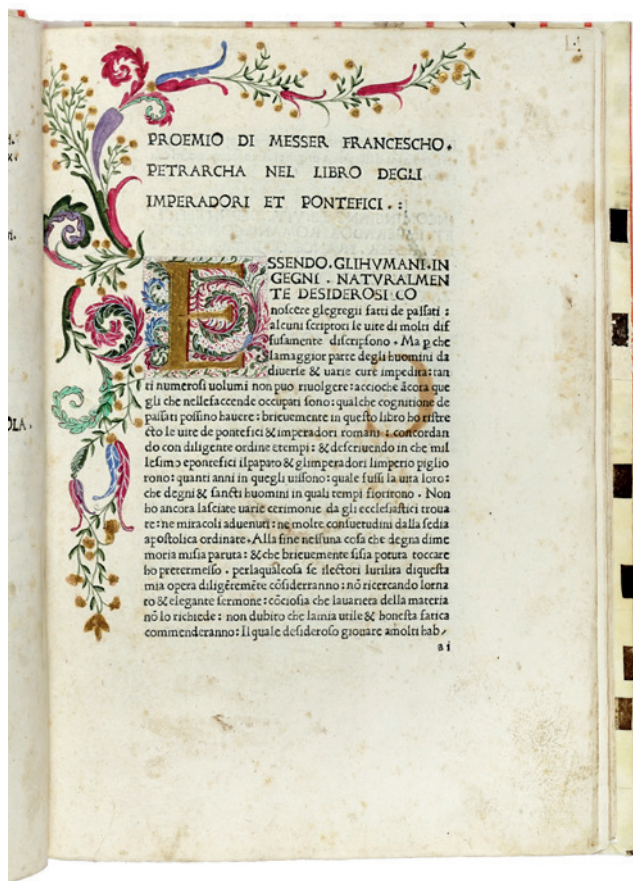 PROEMIO DI MESSER FRANCESCHO.
PETRARCHA NEL LIBRO DEGLI
IMPERADORI ET PONTEFICI . :
ESSENDO . GLIHVMANI . IN
GEGNI . NATVRALMEN
TE DESIDEROSI CO
noſcere glegregii fatti de paſſati :
alcuni ſcriptori le uite di molti dif
fuſamente diſcripſono . Ma ꝑche
lamaggior parte degli huomini da
diuerſe & uarie cure impedita: tan
ti numeroſi uolumi non puo riuolgere: accioche ācora que
gli che nellefaccende occupati ſono: qualche cognitione de
paſſati poſſino hauere: brieuemente in queſto libro ho riſtre
cto le uite de pontefici & imperadori romani: concordan
do con diligente ordine etempi: & deſcriuendo in che mil
leſimo epontefici ilpapato & glimperadori limperio piglio
rono: quanti anni in quegli uiſſono: quale fuſſi la uita loro:
che degni & ſancti huomini in quali tempi fiorirono . Non
ho ancora laſciate uarie cerimonie da gli eccleſiaſtici troua
te: ne miracoli aduenuti: ne molte conſuetudini dalla ſedia
apoſtolica ordinate . Alla fine neſſuna coſa che degna dime
moria miſia paruta: & che brieuemente ſiſia potuta toccare
ho pretermeſſo . perlaqualcoſa ſe ilectori lutilita diqueſta
mia opera diligētemēte cōſiderranno: nō ricercando lorna
to & elegante ſermone: cōcioſia che lauarieta della materia
nō lo richiede: non dubito che lamia utile & honeſta fatica
commenderanno: Il quale deſideroſo giouare amolti hab/
a i